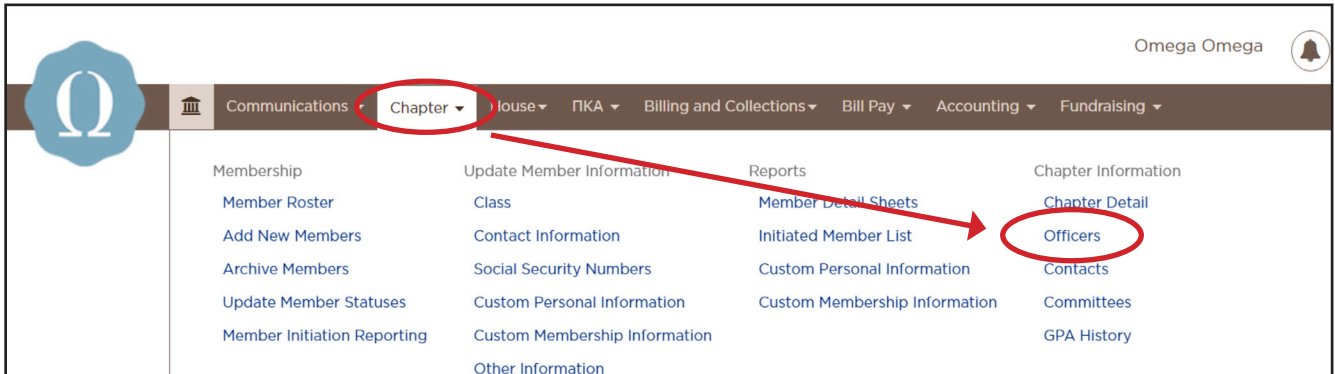 Omega Omega
Ω
Communications Chapter House ΠΚΑ Billing and Collections Bill Pay Accounting Fundraising
Membership
Member Roster
Add New Members
Archive Members
Update Member Statuses
Member Initiation Reporting
Update Member Information
Class
Contact Information
Social Security Numbers
Custom Personal Information
Custom Membership Information
Other Information
Reports
Member Detail Sheets
Initiated Member List
Custom Personal Information
Custom Membership Information
Chapter Information
Chapter Detail
Officers
Contacts
Committees
GPA History